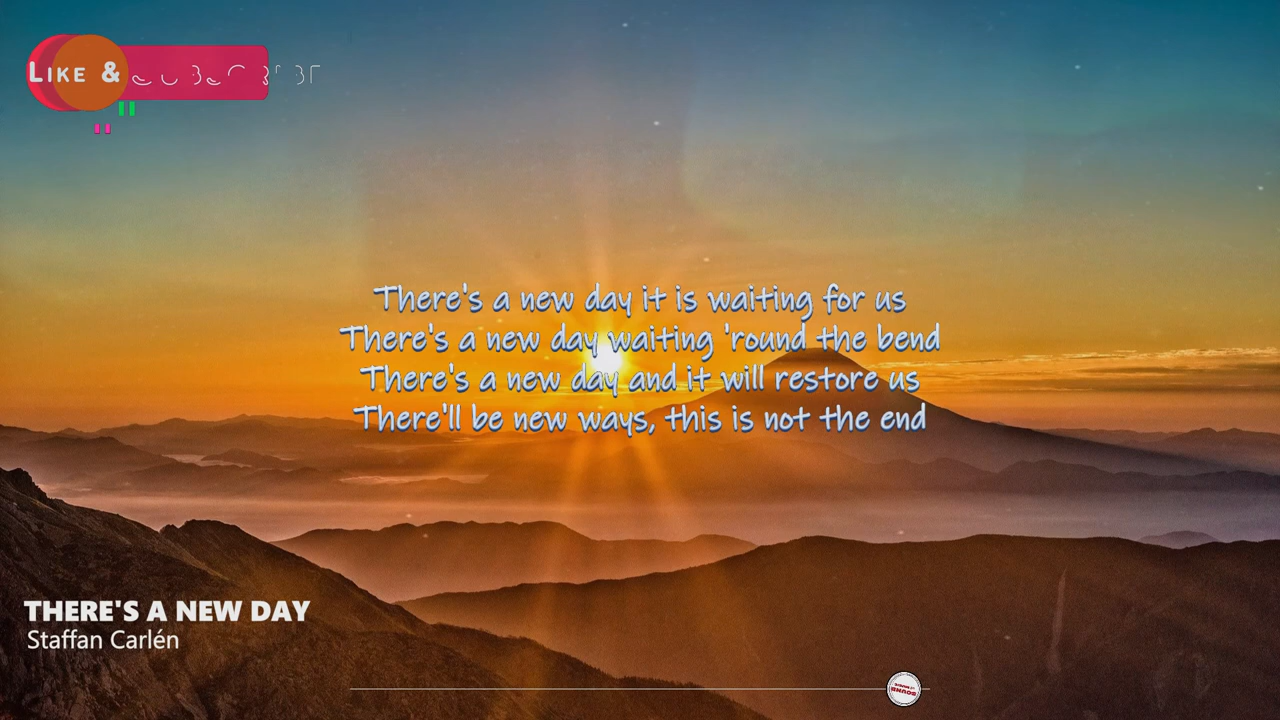 LIKE &
There's a new day it is waiting for us
There's a new day waiting 'round the bend
There's a new day and it will restore us
There'll be new ways, this is not the end
THERE'S A NEW DAY
Staffan Carlén